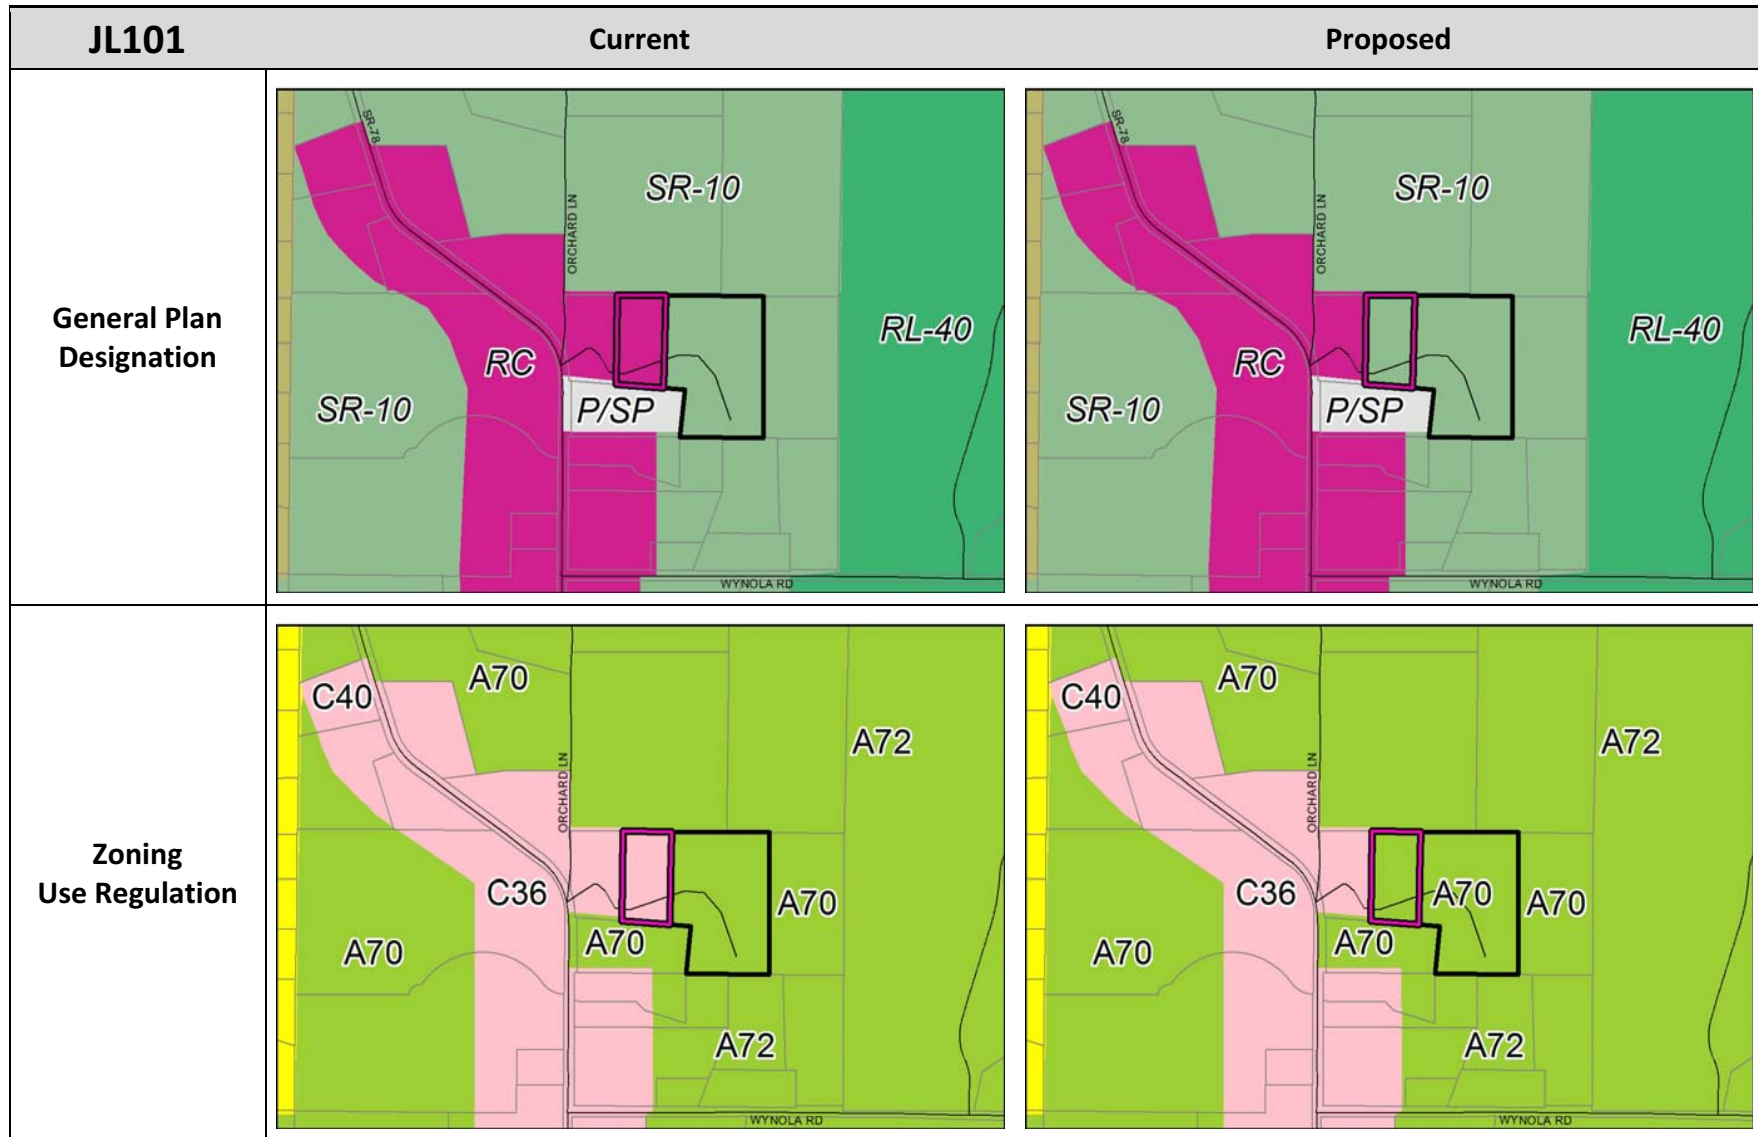 JL101
Current
Proposed
General Plan
Designation
SR-78
ORCHARD LN
SR-10
RC
RL-40
SR-10
P/SP
WYNOLA RD
SR-78
ORCHARD LN
SR-10
RC
RL-40
SR-10
P/SP
WYNOLA RD
Zoning
Use Regulation
C40
A70
ORCHARD LN
A72
C36
A70
A70
A70
A72
WYNOLA RD
C40
A70
ORCHARD LN
A72
C36
A70
A70
A70
A70
A72
WYNOLA RD